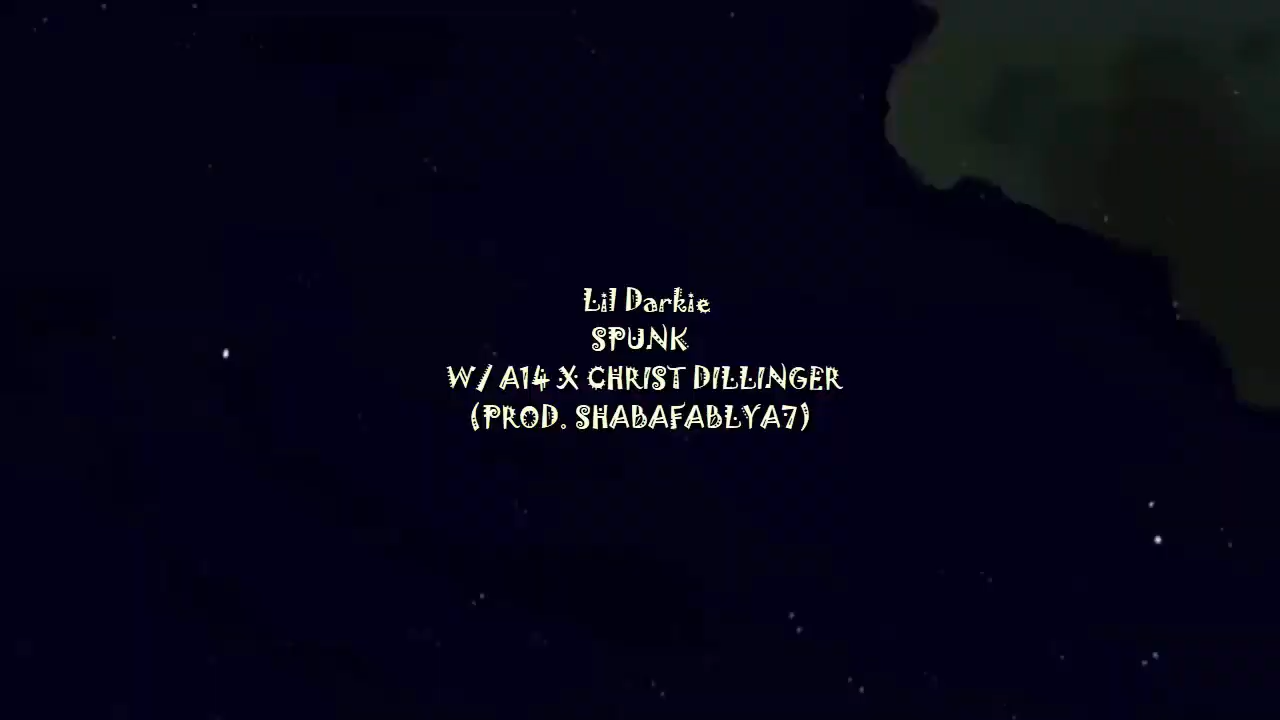 Lil Darkie
SPUNK
W/ A14 X CHRIST DILLINGER
(PROD. SHABAFABLYA7)